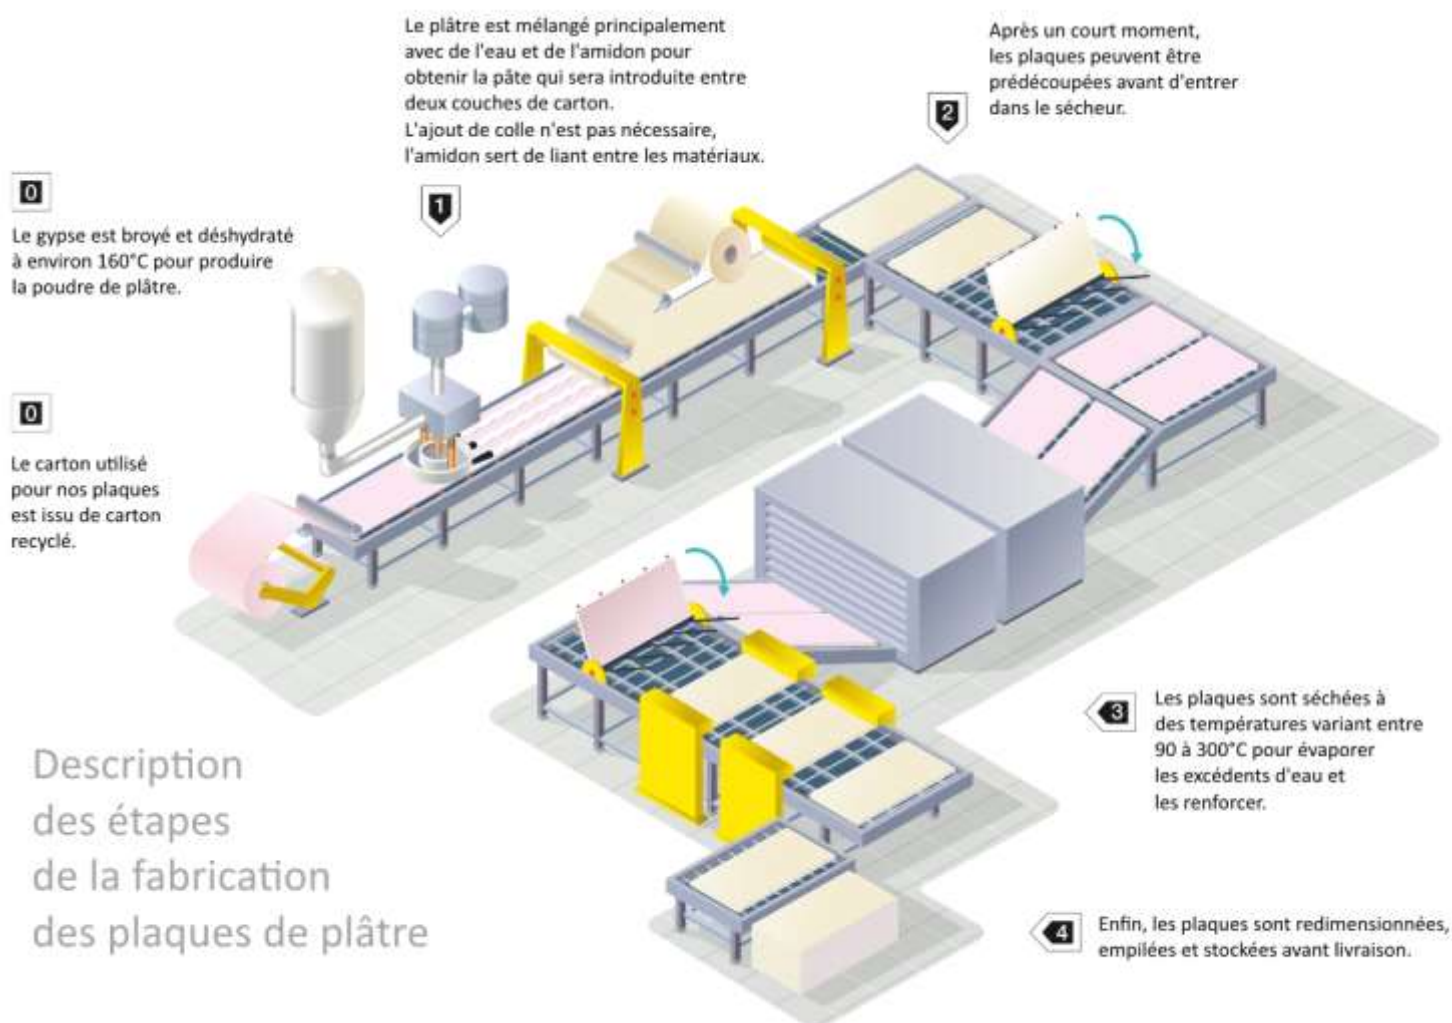 Le plâtre est mélangé principalement
avec de l'eau et de l'amidon pour
obtenir la pâte qui sera introduite entre
deux couches de carton.
L'ajout de colle n'est pas nécessaire,
l'amidon sert de liant entre les matériaux.
Après un court moment,
les plaques peuvent être
prédécoupées avant d'entrer
dans le sécheur.
2
0
1
Le gypse est broyé et déshydraté
à environ 160°C pour produire
la poudre de plâtre.
0
Le carton utilisé
pour nos plaques
est issu de carton
recyclé.
3
Les plaques sont séchées à
des températures variant entre
90 à 300°C pour évaporer
les excédents d'eau et
les renforcer.
Description
des étapes
de la fabrication
des plaques de plâtre
4
Enfin, les plaques sont redimensionnées,
empilées et stockées avant livraison.